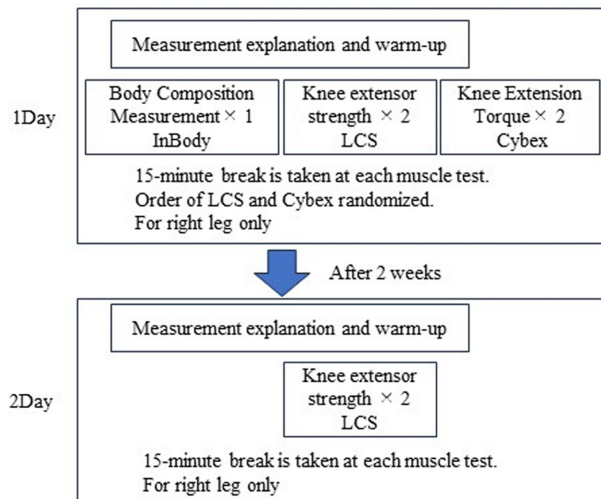 Measurement explanation and warm-up
1Day
Body Composition
Measurement × 1
InBody
Knee extensor
strength × 2
LCS
Knee Extension
Torque × 2
Cybex
15-minute break is taken at each muscle test.
Order of LCS and Cybex randomized.
For right leg only
After 2 weeks
Measurement explanation and warm-up
2Day
Knee extensor
strength × 2
LCS
15-minute break is taken at each muscle test.
For right leg only